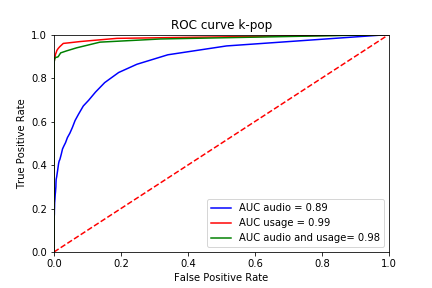 ROC curve k-pop
True Positive Rate
1.0
0.8
0.6
0.4
0.2
0.0
AUC audio = 0.89
AUC usage = 0.99
AUC audio and usage= 0.98
0.0 0.2 0.4 0.6 0.8 1.0
False Positive Rate